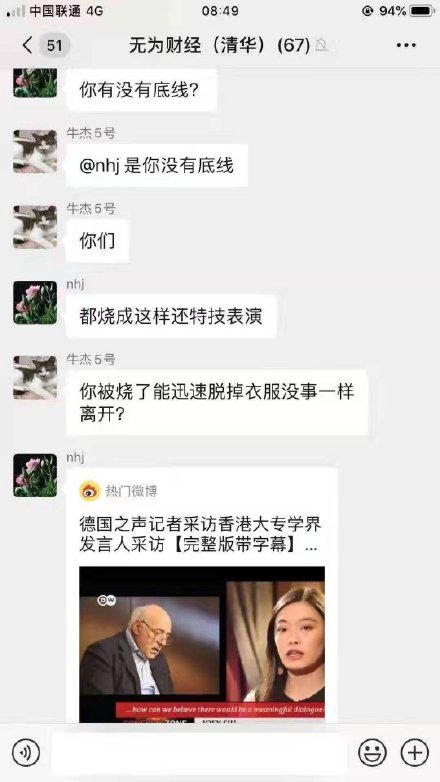 中国联通 4G
08:49
94%
51
无为财经（清华）(67)
你有没有底线？
牛杰5号
@nhj 是你没有底线
牛杰5号
你们
nhj
都烧成这样还特技表演
牛杰5号
你被烧了能迅速脱掉衣服没事一样
离开？
nhj
热门微博
德国之声记者采访香港大专学界
发言人采访【完整版带字幕】...
DW
... how can we believe there would be a meaningful dialogue?